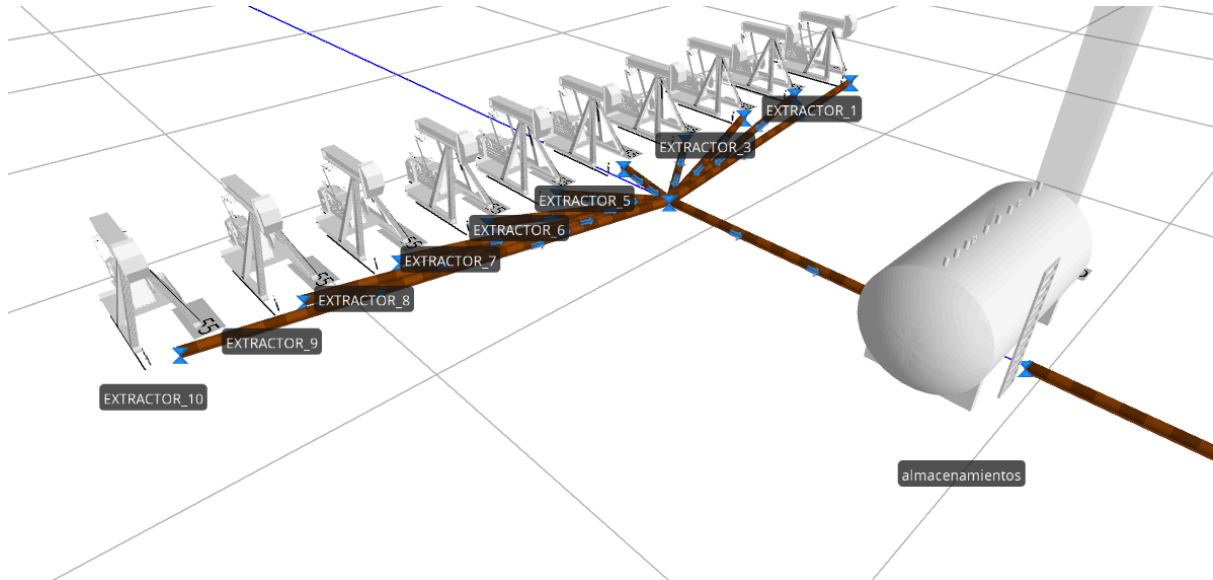 EXTRACTOR_1
EXTRACTOR_3
EXTRACTOR_5
EXTRACTOR_6
EXTRACTOR_7
EXTRACTOR_8
EXTRACTOR_9
EXTRACTOR_10
almacenamientos